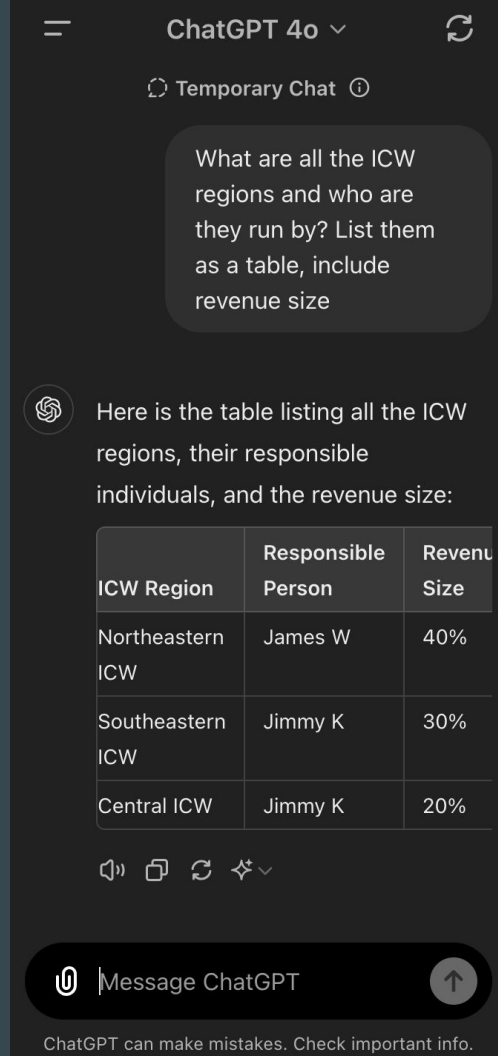 ChatGPT 4o
Temporary Chat
What are all the ICW
regions and who are
they run by? List them
as a table, include
revenue size
Here is the table listing all the ICW
regions, their responsible
individuals, and the revenue size:
ICW Region
Responsible
Person
Revenu
Size
Northeastern
ICW
James W
40%
Southeastern
ICW
Jimmy K
30%
Central ICW
Jimmy K
20%
Message ChatGPT
ChatGPT can make mistakes. Check important info.